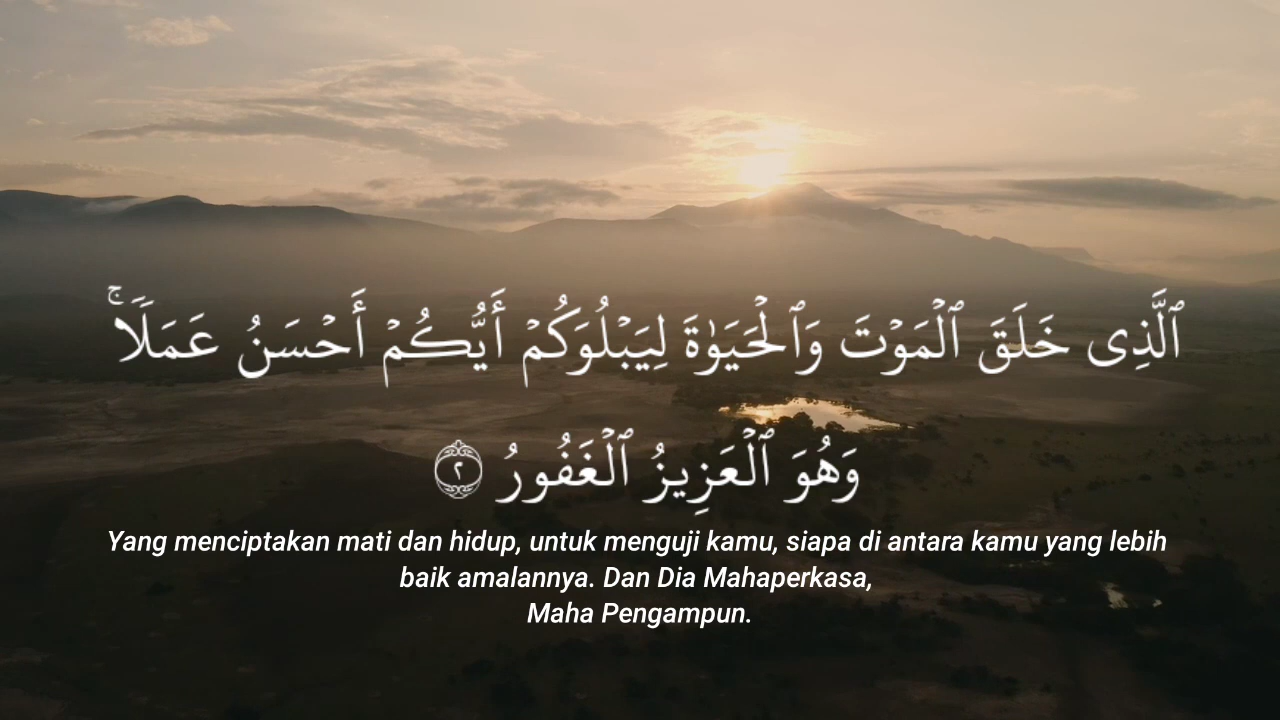 ٱلَّذِى خَلَقَ ٱلْمَوْتَ وَٱلْحَيَوٰةَ لِيَبْلُوَكُمْ أَيُّكُمْ أَحْسَنُ عَمَلًاۚ
وَهُوَ ٱلْعَزِيزُ ٱلْغَفُورُ ٢
Yang menciptakan mati dan hidup, untuk menguji kamu, siapa di antara kamu yang lebih
baik amalannya. Dan Dia Mahaperkasa,
Maha Pengampun.